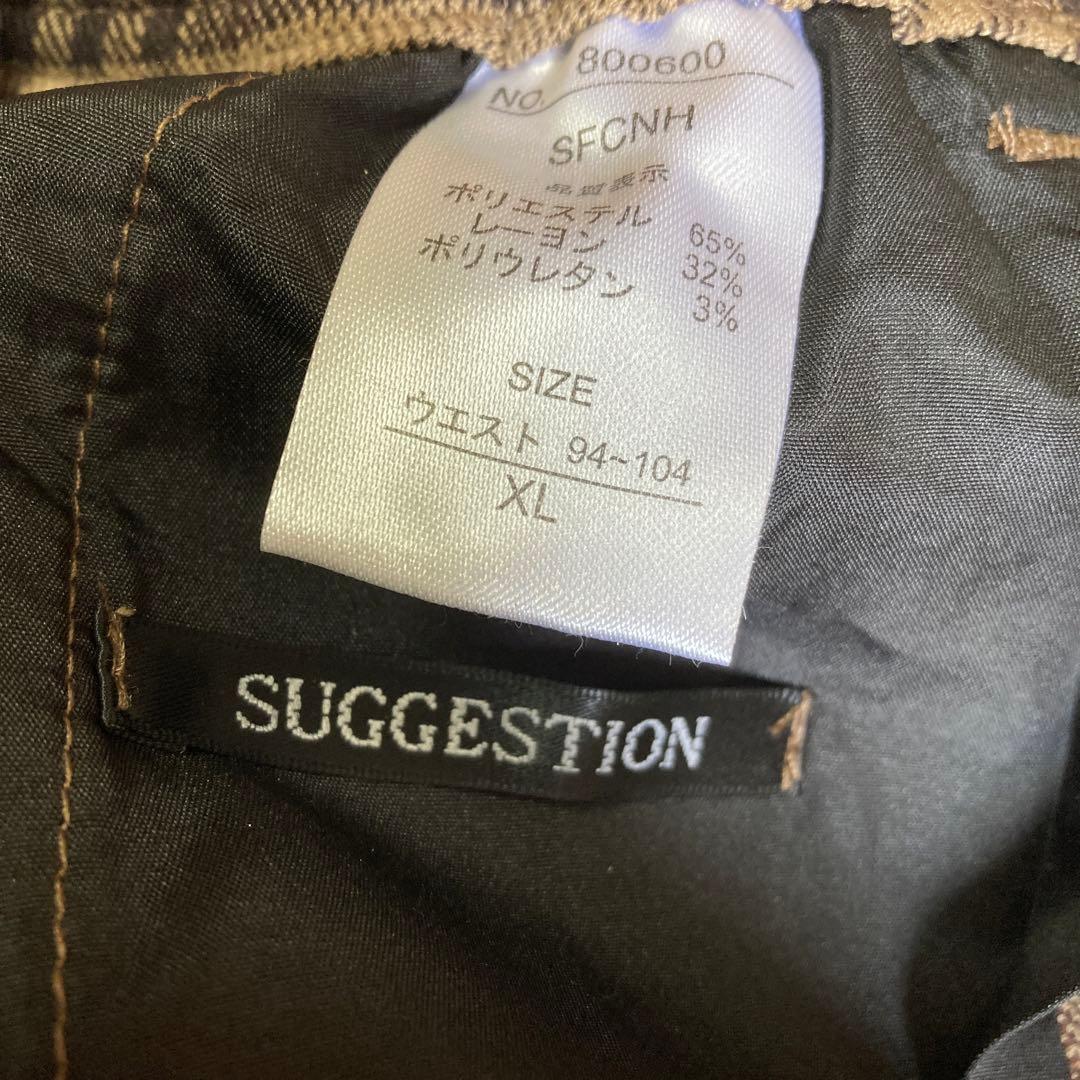 NO. 800600
SFCNH
品質表示
ポリエステル 65%
レーヨン 32%
ポリウレタン 3%
SIZE
ウエスト 94~104
XL
SUGGESTION